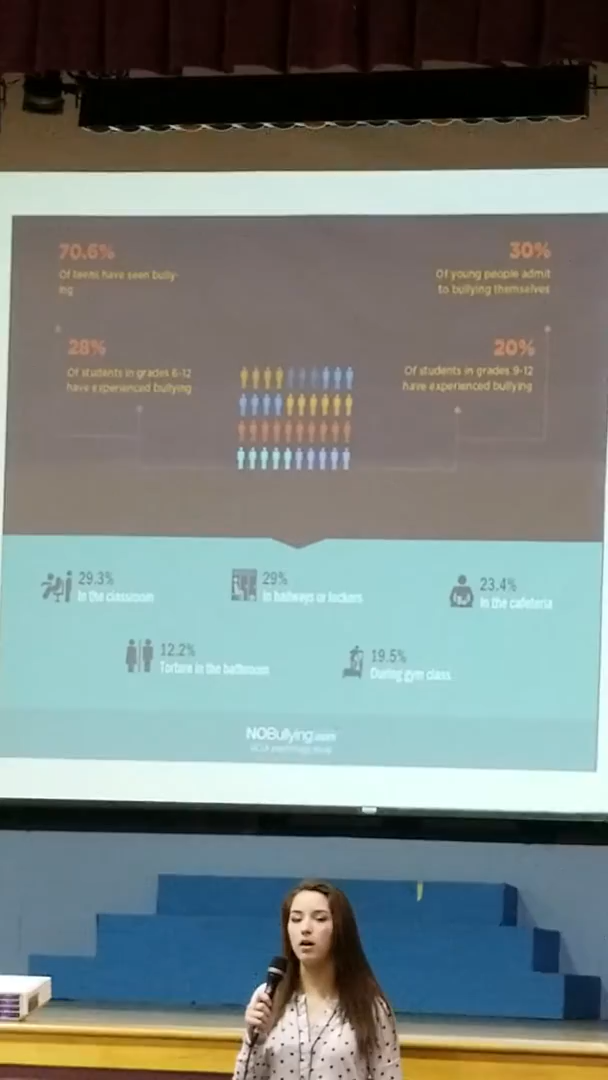 70.6%
Of teens have seen bully-
ing
30%
Of young people admit
to bullying themselves
28%
Of students in grades 6-12
have experienced bullying
20%
Of students in grades 9-12
have experienced bullying
29.3%
In the classroom
29%
In hallways or lockers
23.4%
In the cafeteria
12.2%
Torture in the bathroom
19.5%
During gym class
NOBullying.com